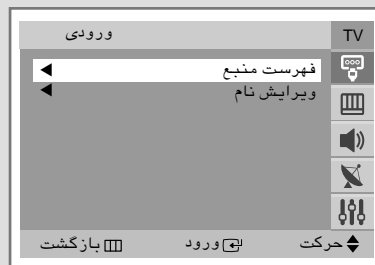 TV
ورودی
فهرست منبع
ویرایش نام
حرکت
ورود
بازگشت